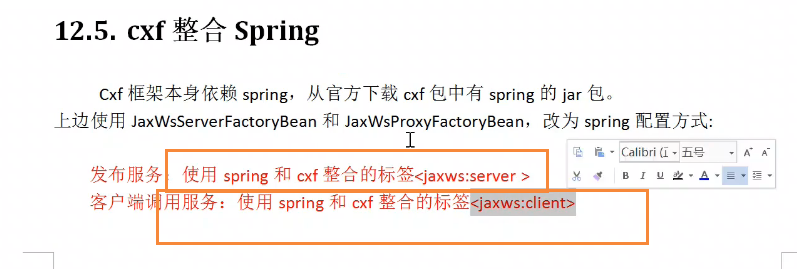 12.5. cxf 整合 Spring
Cxf 框架本身依赖 spring，从官方下载 cxf 包中有 spring 的 jar 包。
上边使用 JaxWsServerFactoryBean 和 JaxWsProxyFactoryBean，改为 spring 配置方式:
Calibri (正 五号 A A
B I U ab A
发布服务：使用 spring 和 cxf 整合的标签<jaxws:server >
客户端调用服务：使用 spring 和 cxf 整合的标签<jaxws:client>